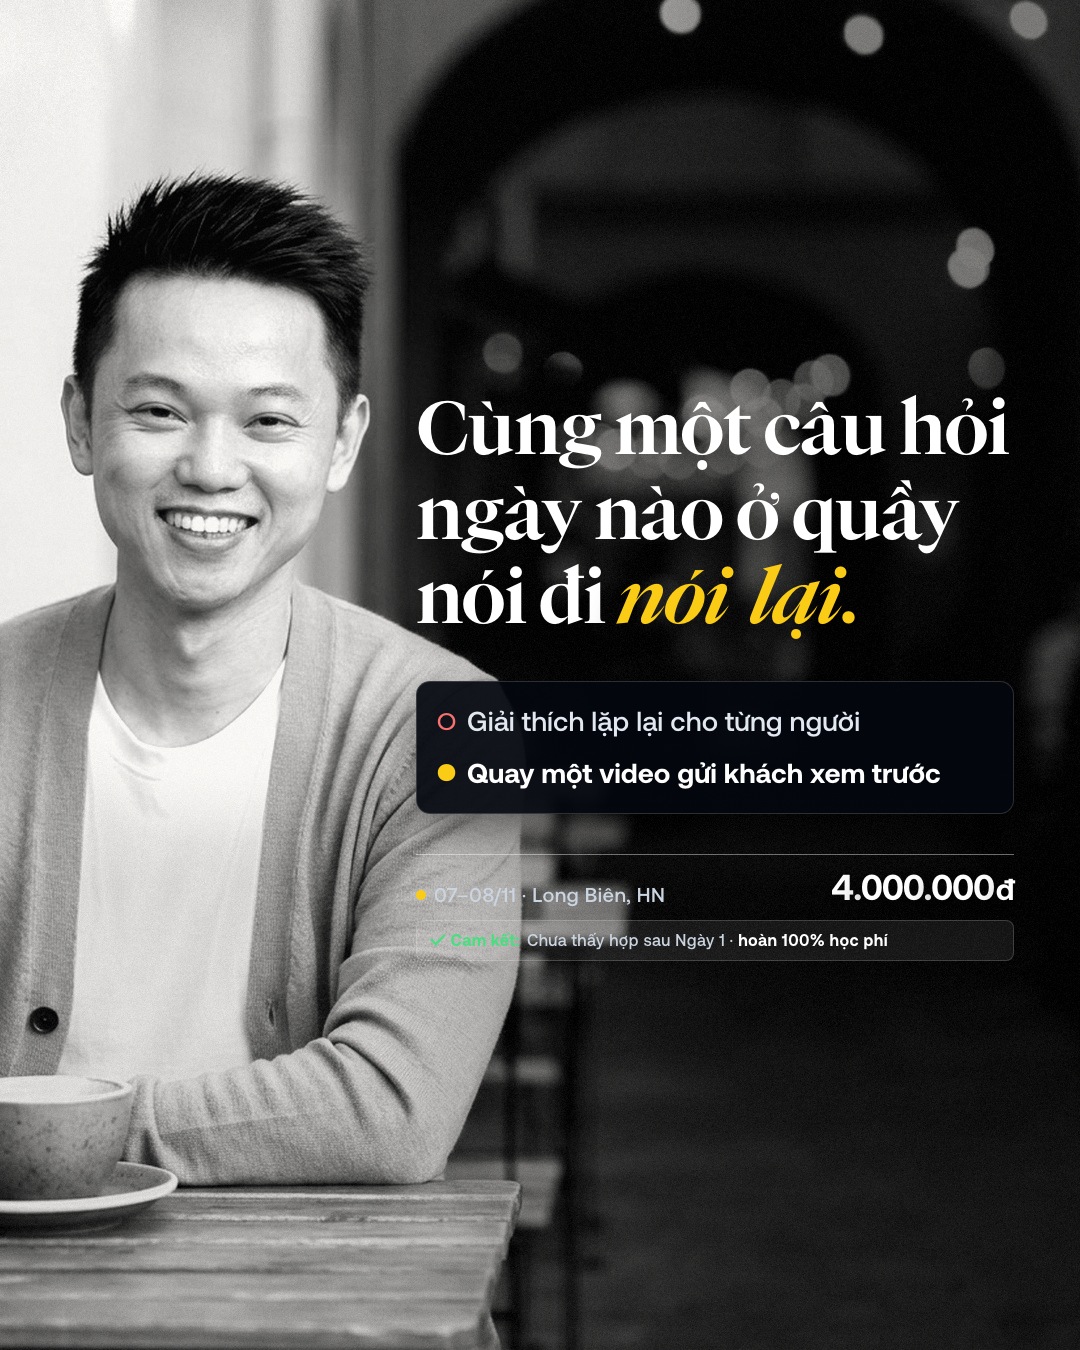 Cùng một câu hỏi
ngày nào ở quầy
nói đi nói lại.
Giải thích lặp lại cho từng người
Quay một video gửi khách xem trước
07–08/11 · Long Biên, HN
4.000.000đ
Cam kết: Chưa thấy hợp sau Ngày 1 · hoàn 100% học phí